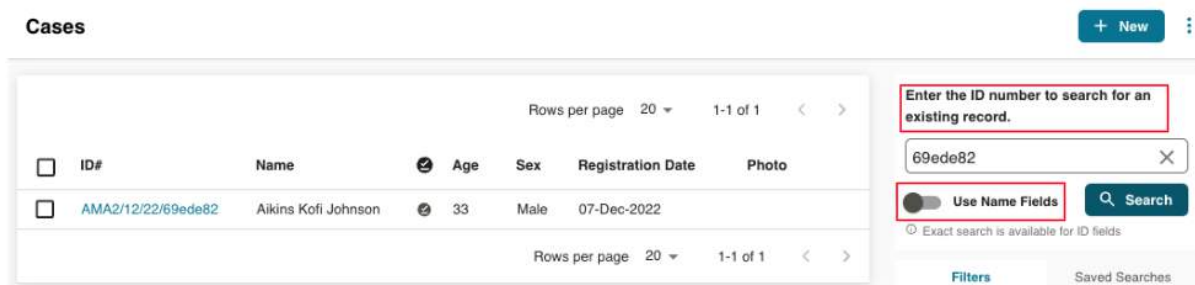 Cases
+ New
Rows per page 20 1-1 of 1 < >
ID# Name Age Sex Registration Date Photo
AMA2/12/22/69ede82 Aikins Kofi Johnson 33 Male 07-Dec-2022
Rows per page 20 1-1 of 1 < >
Enter the ID number to search for an
existing record.
69ede82
Use Name Fields Search
Exact search is available for ID fields
Filters Saved Searches